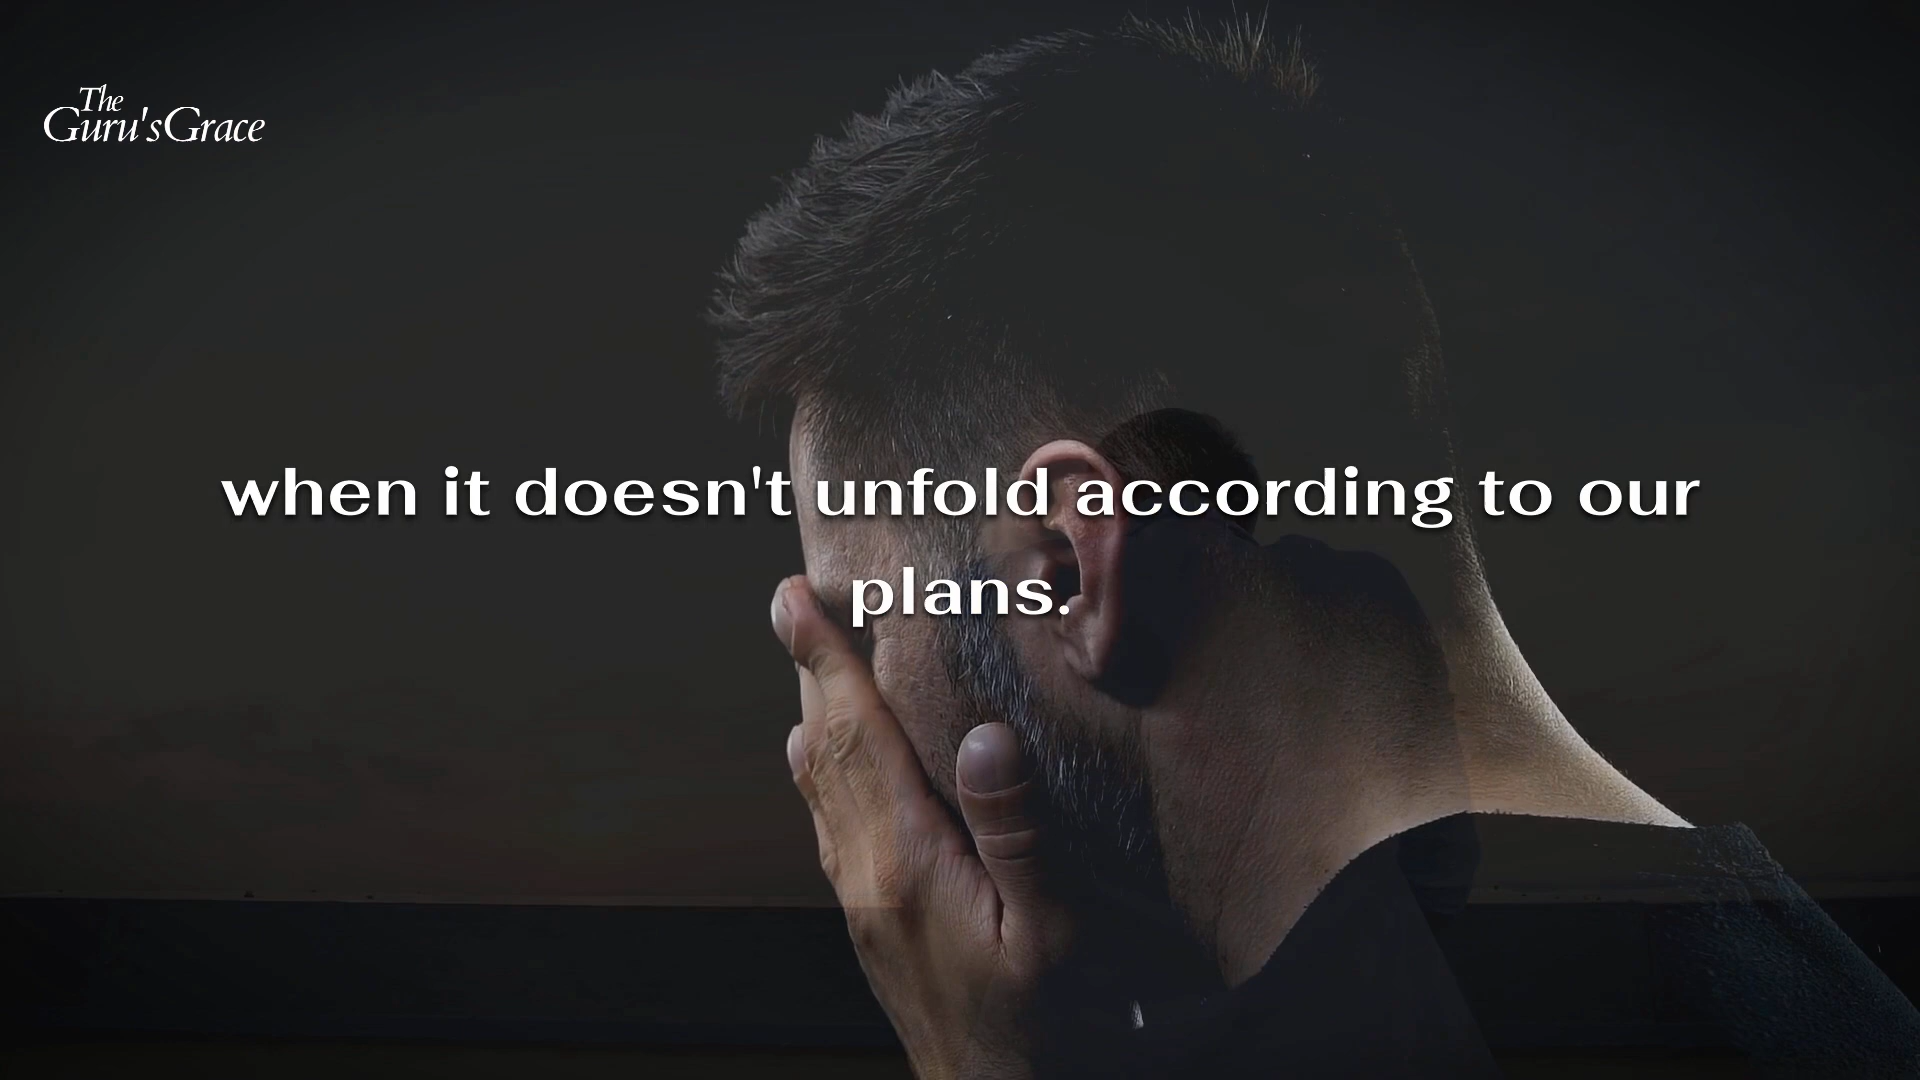 The
Guru'sGrace
when it doesn't unfold according to our
plans.